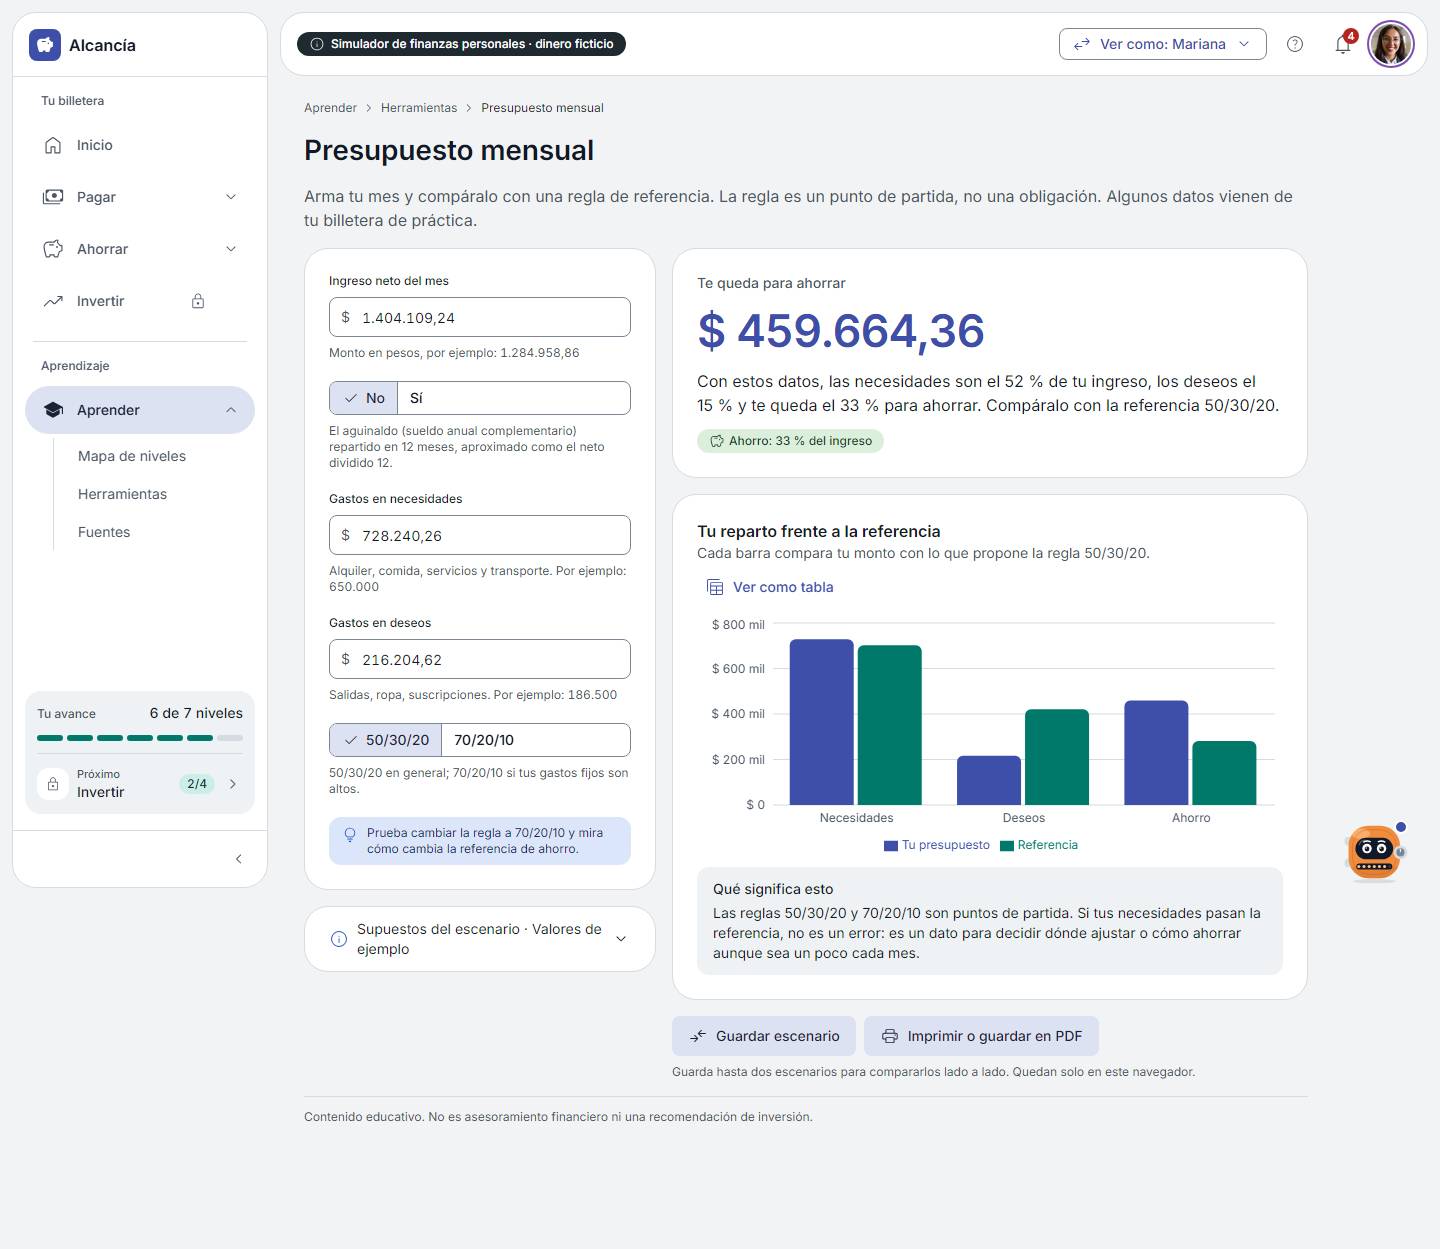 Alcancía
Simulador de finanzas personales · dinero ficticio
Ver como: Mariana
4
Tu billetera
Inicio
Pagar
Ahorrar
Invertir
Aprendizaje
Aprender
Mapa de niveles
Herramientas
Fuentes
Tu avance
6 de 7 niveles
Próximo
Invertir
2/4
Aprender
Herramientas
Presupuesto mensual
Presupuesto mensual
Arma tu mes y compáralo con una regla de referencia. La regla es un punto de partida, no una obligación. Algunos datos vienen de
tu billetera de práctica.
Ingreso neto del mes
$ 1.404.109,24
Monto en pesos, por ejemplo: 1.284.958,86
No
Sí
El aguinaldo (sueldo anual complementario)
repartido en 12 meses, aproximado como el neto
dividido 12.
Gastos en necesidades
$ 728.240,26
Alquiler, comida, servicios y transporte. Por ejemplo:
650.000
Gastos en deseos
$ 216.204,62
Salidas, ropa, suscripciones. Por ejemplo: 186.500
50/30/20
70/20/10
50/30/20 en general; 70/20/10 si tus gastos fijos son
altos.
Prueba cambiar la regla a 70/20/10 y mira
cómo cambia la referencia de ahorro.
Supuestos del escenario · Valores de
ejemplo
Te queda para ahorrar
$ 459.664,36
Con estos datos, las necesidades son el 52 % de tu ingreso, los deseos el
15 % y te queda el 33 % para ahorrar. Compáralo con la referencia 50/30/20.
Ahorro: 33 % del ingreso
Tu reparto frente a la referencia
Cada barra compara tu monto con lo que propone la regla 50/30/20.
Ver como tabla
$ 800 mil
$ 600 mil
$ 400 mil
$ 200 mil
$ 0
Necesidades
Deseos
Ahorro
Tu presupuesto
Referencia
Qué significa esto
Las reglas 50/30/20 y 70/20/10 son puntos de partida. Si tus necesidades pasan la
referencia, no es un error: es un dato para decidir dónde ajustar o cómo ahorrar
aunque sea un poco cada mes.
Guardar escenario
Imprimir o guardar en PDF
Guarda hasta dos escenarios para compararlos lado a lado. Quedan solo en este navegador.
Contenido educativo. No es asesoramiento financiero ni una recomendación de inversión.